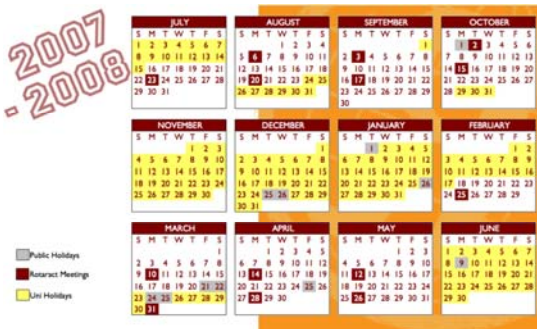 2007
- 2008
JULY
S M T W T F S
1 2 3 4 5 6 7
8 9 10 11 12 13 14
15 16 17 18 19 20 21
22 23 24 25 26 27 28
29 30 31
AUGUST
S M T W T F S
1 2 3 4
5 6 7 8 9 10 11
12 13 14 15 16 17 18
19 20 21 22 23 24 25
26 27 28 29 30 31
SEPTEMBER
S M T W T F S
1
2 3 4 5 6 7 8
9 10 11 12 13 14 15
16 17 18 19 20 21 22
23 24 25 26 27 28 29
30
OCTOBER
S M T W T F S
1 2 3 4 5 6
7 8 9 10 11 12 13
14 15 16 17 18 19 20
21 22 23 24 25 26 27
28 29 30 31
NOVEMBER
S M T W T F S
1 2 3
4 5 6 7 8 9 10
11 12 13 14 15 16 17
18 19 20 21 22 23 24
25 26 27 28 29 30
DECEMBER
S M T W T F S
1
2 3 4 5 6 7 8
9 10 11 12 13 14 15
16 17 18 19 20 21 22
23 24 25 26 27 28 29
30 31
JANUARY
S M T W T F S
1 2 3 4 5
6 7 8 9 10 11 12
13 14 15 16 17 18 19
20 21 22 23 24 25 26
27 28 29 30 31
FEBRUARY
S M T W T F S
1 2
3 4 5 6 7 8 9
10 11 12 13 14 15 16
17 18 19 20 21 22 23
24 25 26 27 28 29
MARCH
S M T W T F S
1
2 3 4 5 6 7 8
9 10 11 12 13 14 15
16 17 18 19 20 21 22
23 24 25 26 27 28 29
30 31
APRIL
S M T W T F S
1 2 3 4 5
6 7 8 9 10 11 12
13 14 15 16 17 18 19
20 21 22 23 24 25 26
27 28 29 30
MAY
S M T W T F S
1 2 3
4 5 6 7 8 9 10
11 12 13 14 15 16 17
18 19 20 21 22 23 24
25 26 27 28 29 30 31
JUNE
S M T W T F S
1 2 3 4 5 6 7
8 9 10 11 12 13 14
15 16 17 18 19 20 21
22 23 24 25 26 27 28
29 30
Public Holidays
Rotaract Meetings
Uni Holidays